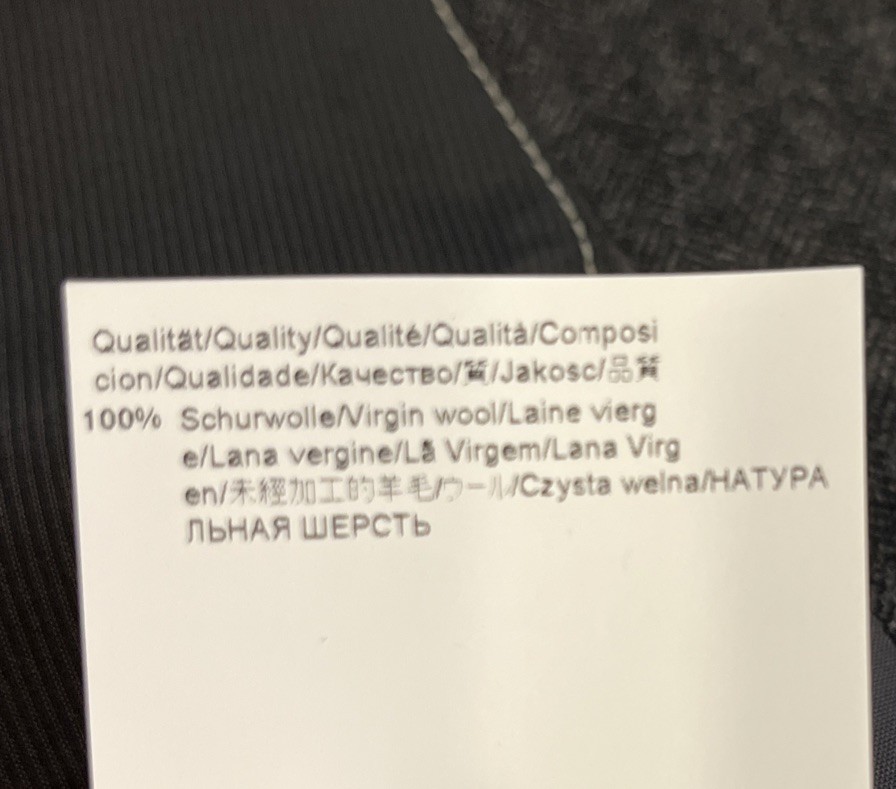 Qualität/Quality/Qualité/Qualità/Composi
cion/Qualidade/Качество/質/Jakosc/品質
100% Schurwolle/Virgin wool/Laine vierg
e/Lana vergine/Lã Virgem/Lana Virg
en/未經加工的羊毛/ウール/Czysta welna/НАТУРА
ЛЬНАЯ ШЕРСТЬ